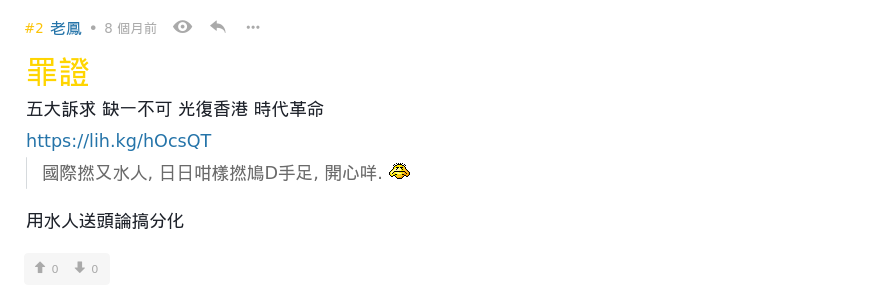 #2 老鳳 • 8 個月前
罪證
五大訴求 缺一不可 光復香港 時代革命
https://lih.kg/hOcsQT
國際撚又水人, 日日咁樣撚鳩D手足, 開心咩.
用水人送頭論搞分化
0 0